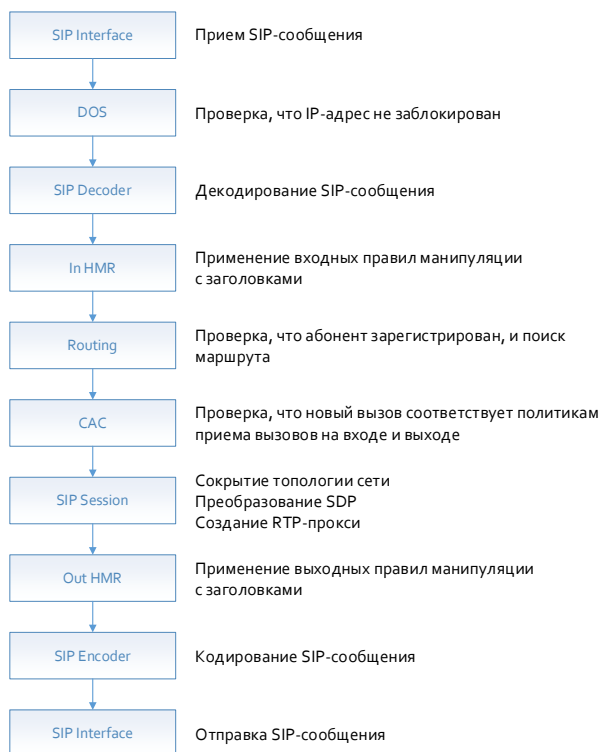 SIP Interface
Прием SIP-сообщения
DOS
Проверка, что IP-адрес не заблокирован
SIP Decoder
Декодирование SIP-сообщения
In HMR
Применение входных правил манипуляции
с заголовками
Routing
Проверка, что абонент зарегистрирован, и поиск
маршрута
CAC
Проверка, что новый вызов соответствует политикам
приема вызовов на входе и выходе
SIP Session
Сокрытие топологии сети
Преобразование SDP
Создание RTP-прокси
Out HMR
Применение выходных правил манипуляции
с заголовками
SIP Encoder
Кодирование SIP-сообщения
SIP Interface
Отправка SIP-сообщения